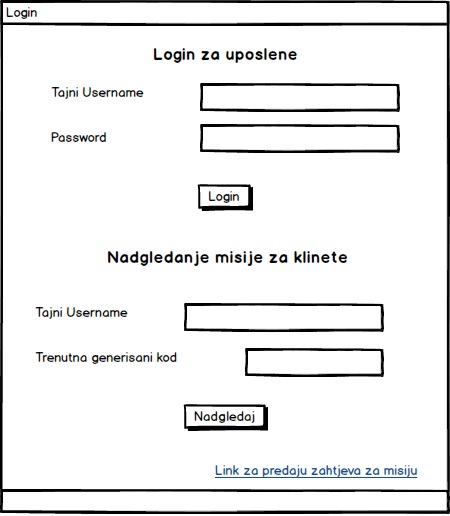 Login
Login za uposlene
Tajni Username
Password
Login
Nadgledanje misije za klinete
Tajni Username
Trenutna generisani kod
Nadgledaj
Link za predaju zahtjeva za misiju